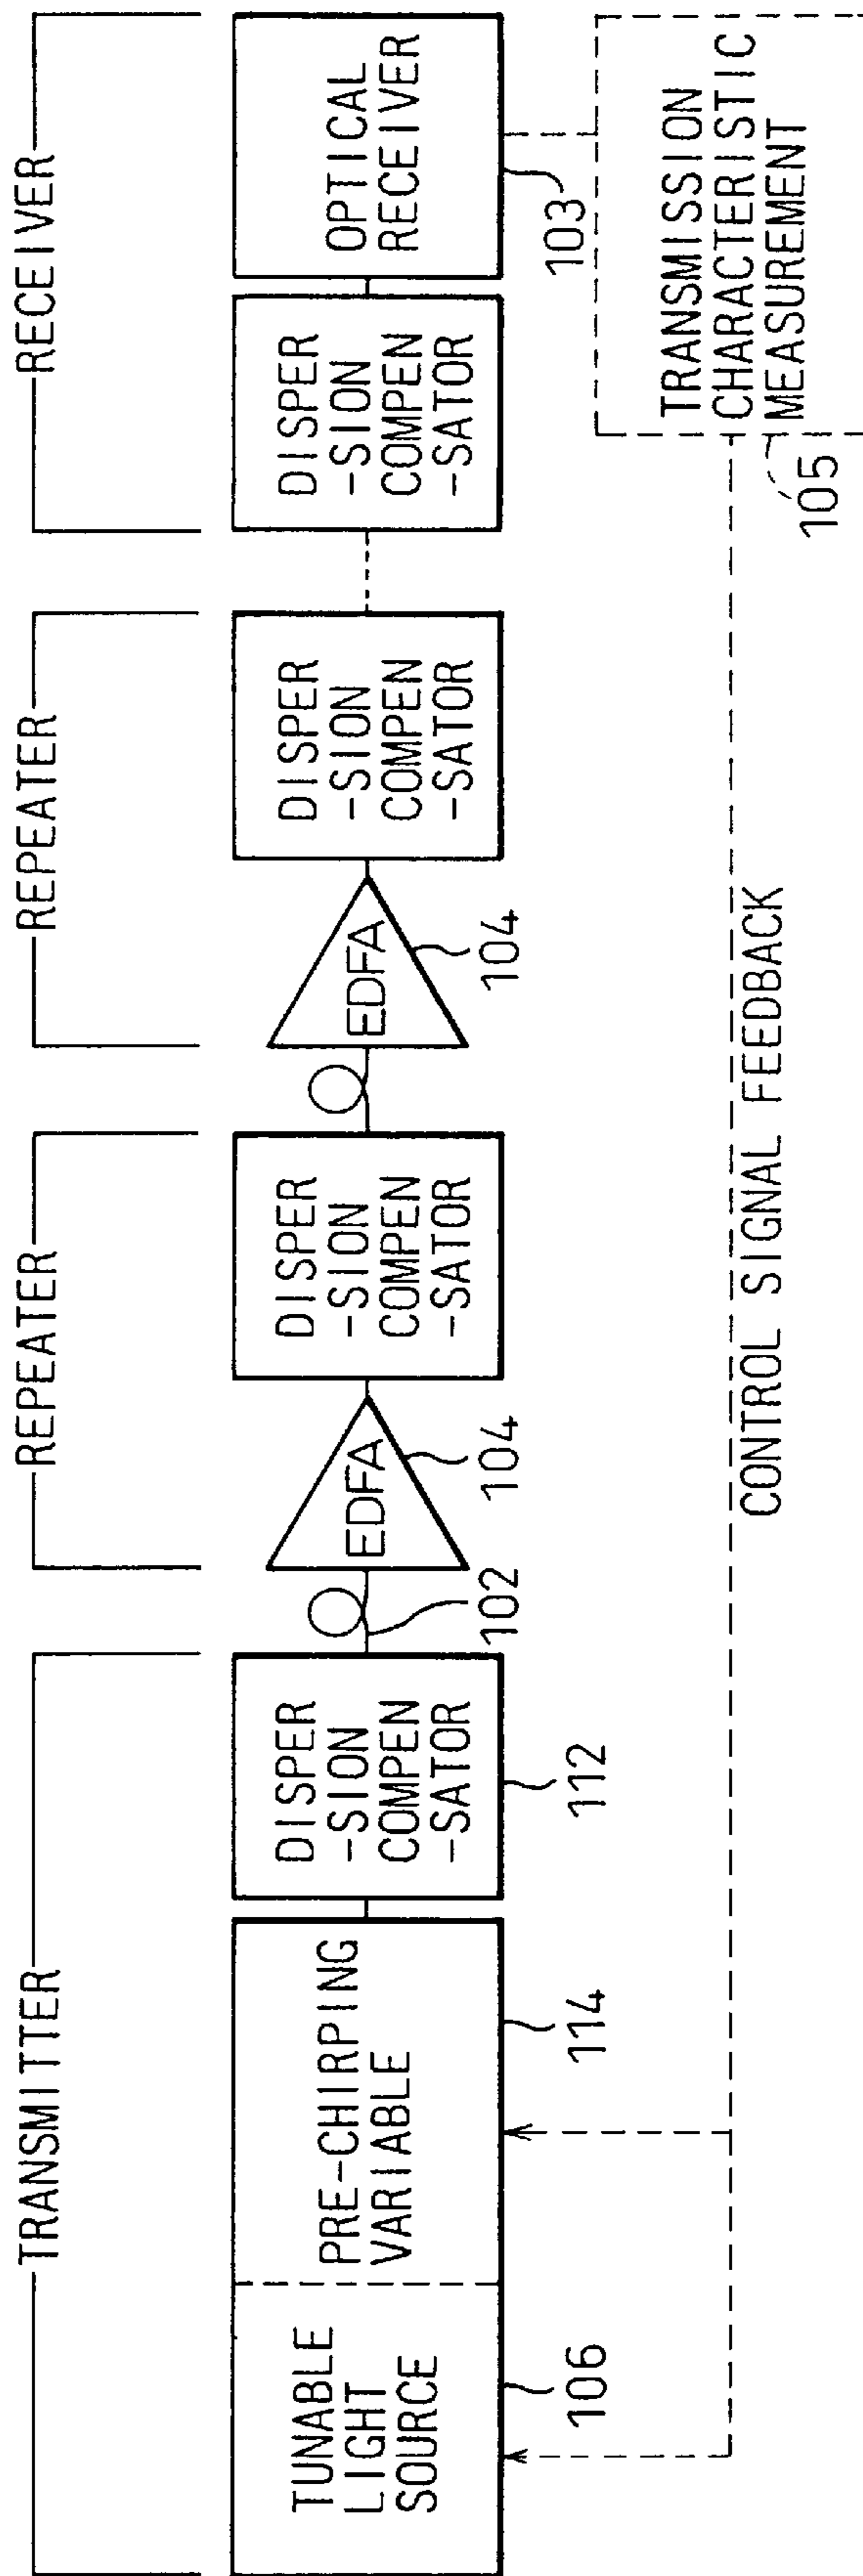 TRANSMITTER
REPEATER
REPEATER
RECEIVER
TUNABLE
LIGHT
SOURCE
PRE-CHIRPING
VARIABLE
DISPER
-SION
COMPEN
-SATOR
EDFA
DISPER
-SION
COMPEN
-SATOR
EDFA
DISPER
-SION
COMPEN
-SATOR
DISPER
-SION
COMPEN
-SATOR
OPTICAL
RECEIVER
106
114
112
102
104
104
103
CONTROL SIGNAL FEEDBACK
105
TRANSMISSION
CHARACTERISTIC
MEASUREMENT